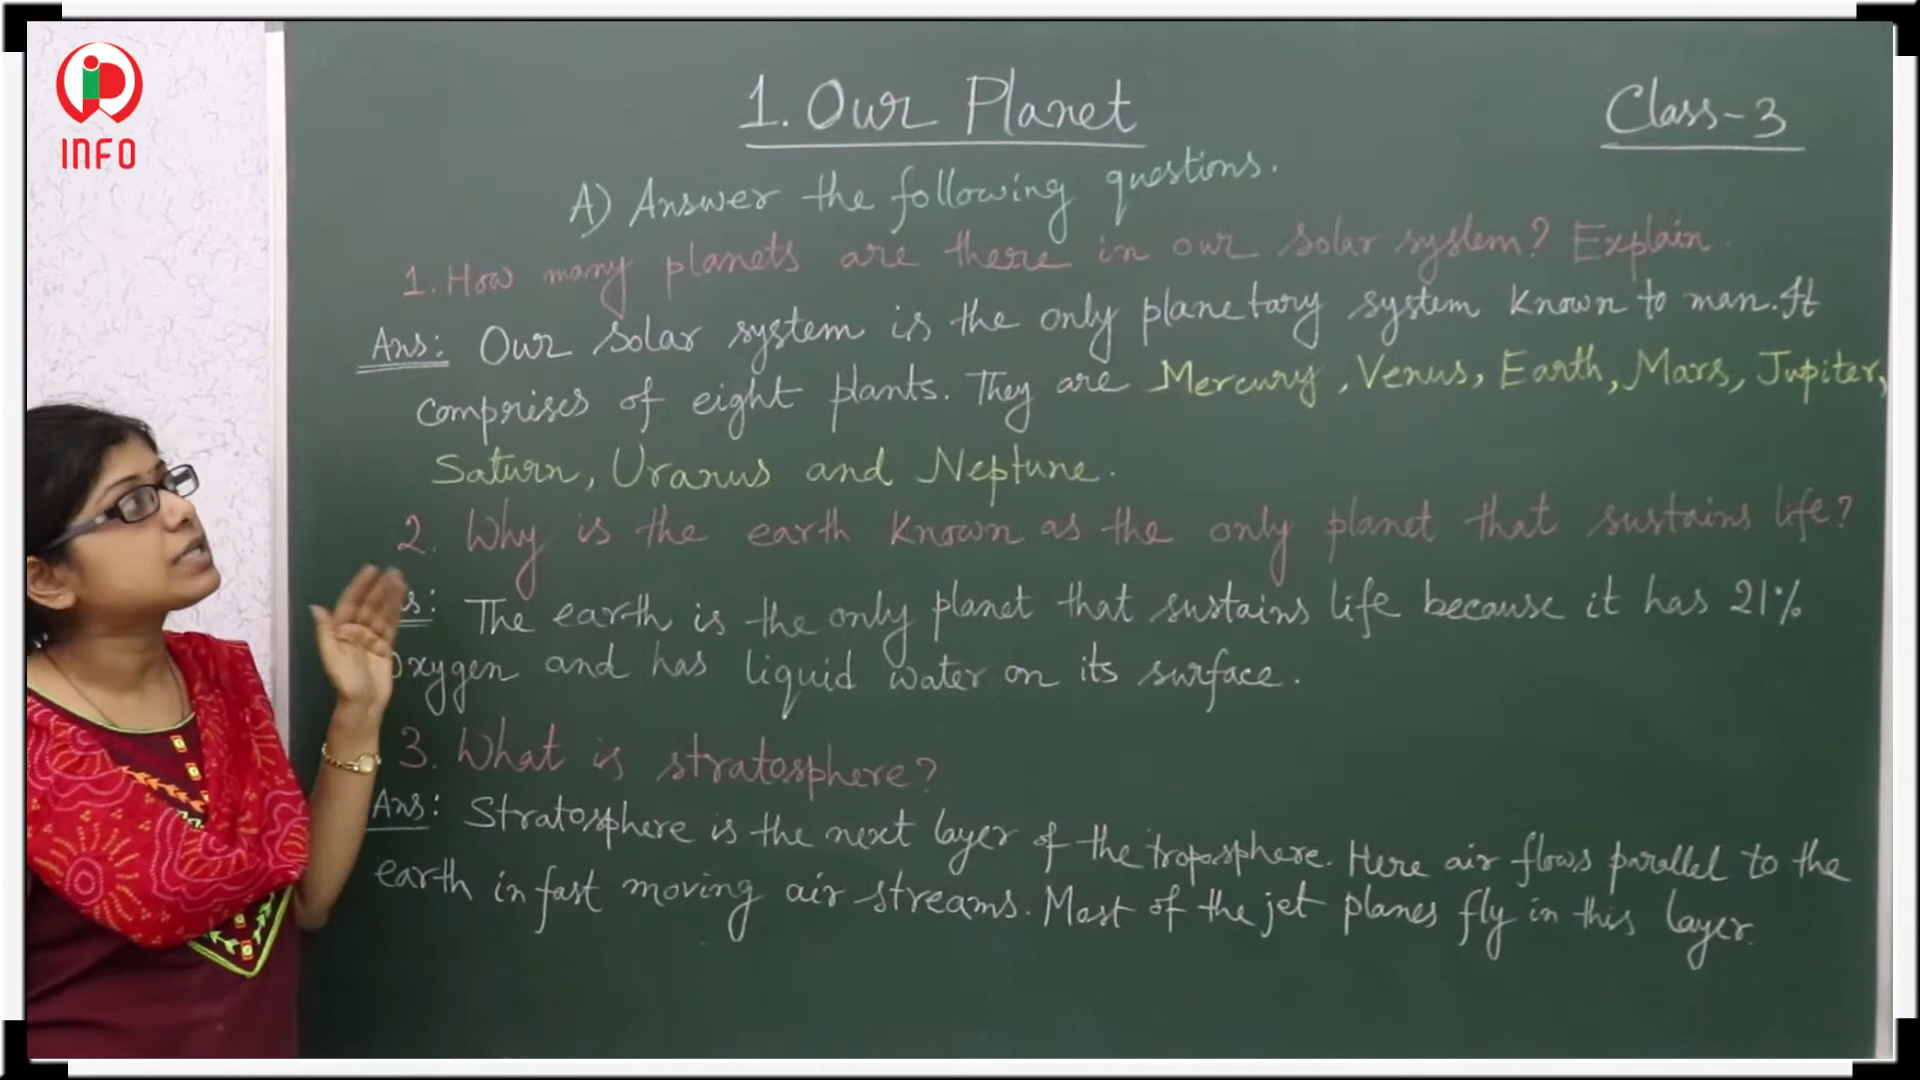 INFO
1. Our Planet
Class-3
A) Answer the following questions.
1. How many planets are there in our solar system? Explain.
Ans: Our solar system is the only planetary system known to man. It
comprises of eight plants. They are Mercury, Venus, Earth, Mars, Jupiter,
Saturn, Uranus and Neptune.
2. Why is the earth known as the only planet that sustains life?
s: The earth is the only planet that sustains life because it has 21%
oxygen and has liquid water on its surface.
3. What is stratosphere?
Ans: Stratosphere is the next layer of the troposphere. Here air flows parallel to the
earth in fast moving air streams. Most of the jet planes fly in this layer.